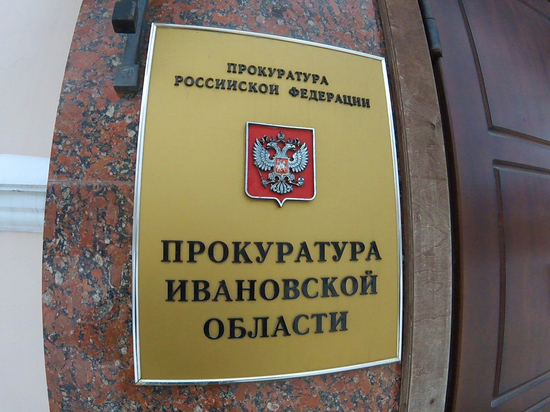 ПРОКУРАТУРА
РОССИЙСКОЙ ФЕДЕРАЦИИ
ПРОКУРАТУРА
ИВАНОВСКОЙ
ОБЛАСТИ